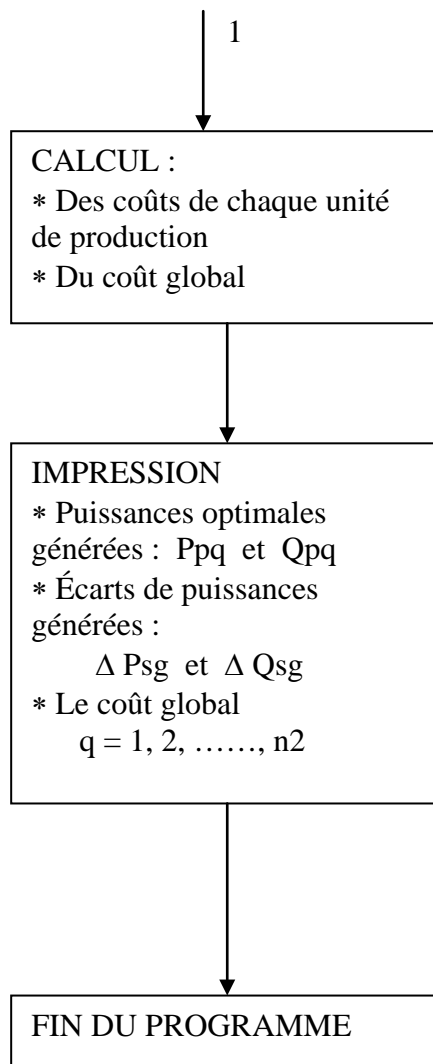 1
CALCUL :
* Des coûts de chaque unité
de production
* Du coût global
IMPRESSION
* Puissances optimales
générées : Ppq et Qpq
* Écarts de puissances
générées :
Δ Psg et Δ Qsg
* Le coût global
q = 1, 2, ……, n2
FIN DU PROGRAMME